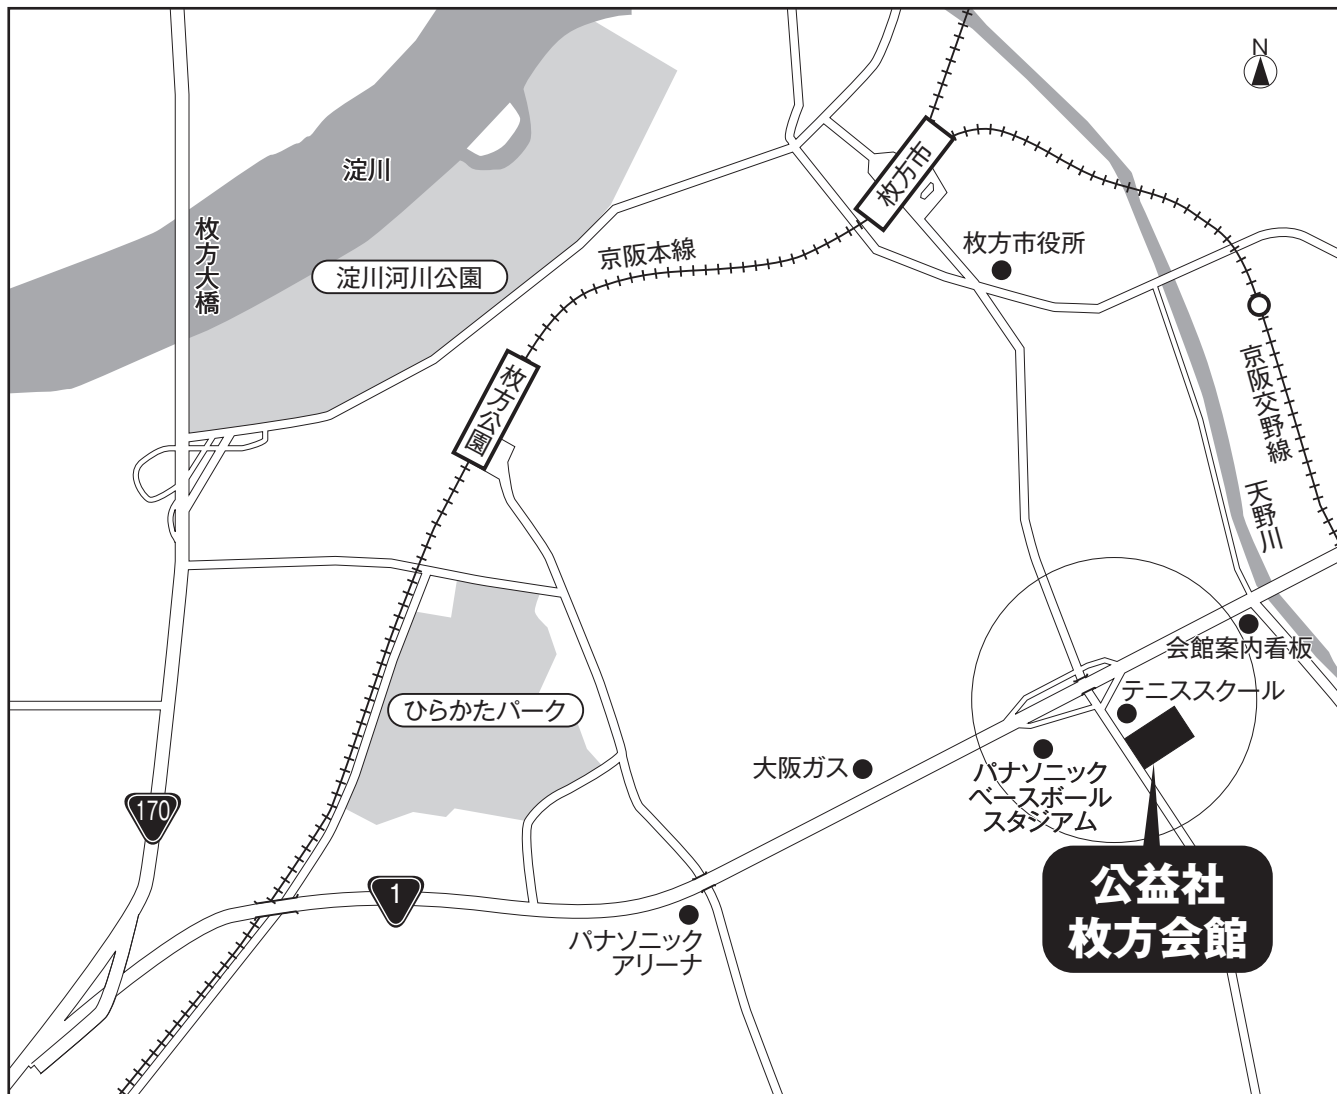 N
淀川
枚方大橋
淀川河川公園
京阪本線
枚方市
枚方市役所
枚方公園
京阪交野線
天野川
会館案内看板
テニススクール
ひらかたパーク
大阪ガス
パナソニック
ベースボール
スタジアム
170
1
公益社
枚方会館
パナソニック
アリーナ